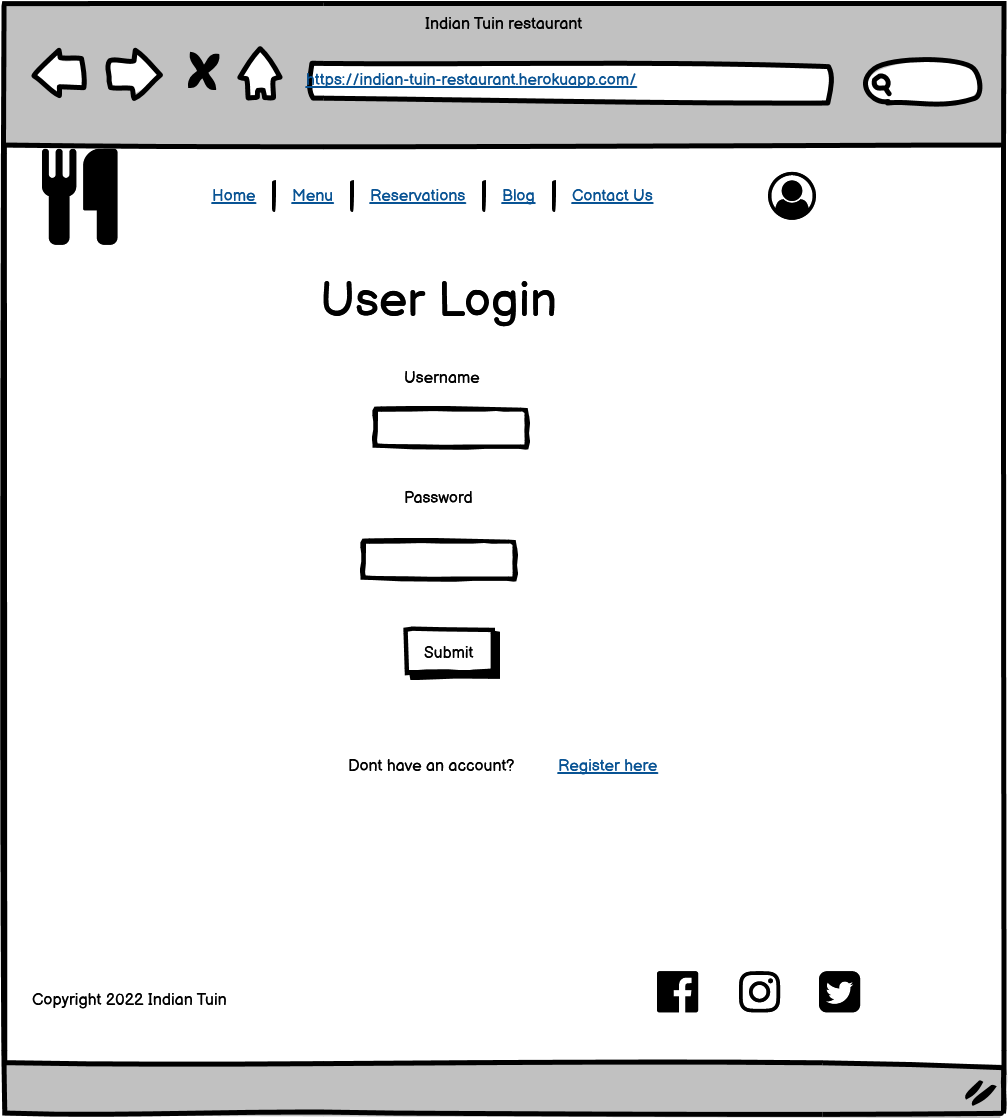 Indian Tuin restaurant
https://indian-tuin-restaurant.herokuapp.com/
Home Menu Reservations Blog Contact Us
User Login
Username
Password
Submit
Dont have an account? Register here
Copyright 2022 Indian Tuin